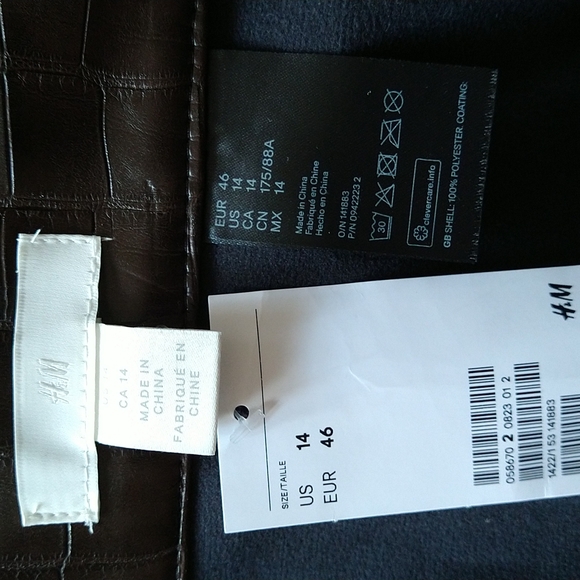 EUR 46
US 14
CA 14
CN 175/88A
MX 14
Made in China
Fabriqué en Chine
Hecho en China
O/N 141883
P/N 0942223 2
30
clevercare.info
GB SHELL:100% POLYESTER COATING:
H&M
CA 14
MADE IN
CHINA
FABRIQUÉ EN
CHINE
SIZE/TAILLE
US 14
EUR 46
058670 2 0823 01 2
1422/1 53 141883
H&M